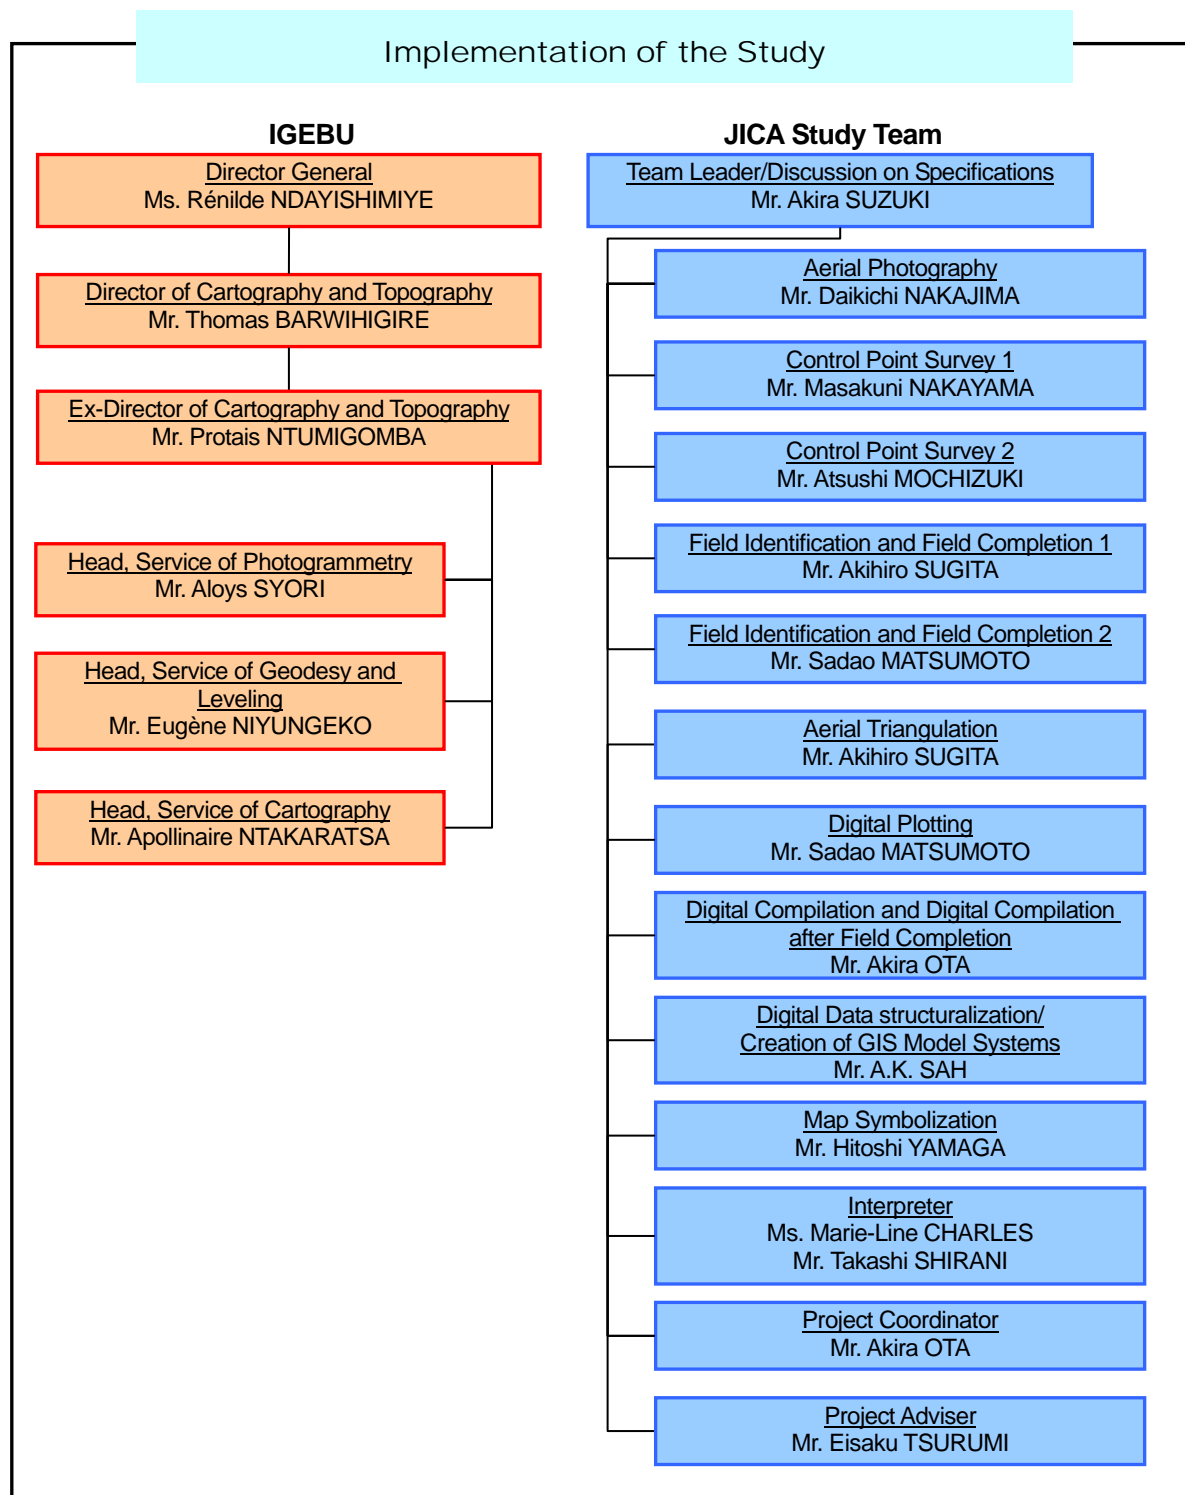 Implementation of the Study
IGEBU
Director General
Ms. Rénilde NDAYISHIMIYE
Director of Cartography and Topography
Mr. Thomas BARWIHIGIRE
Ex-Director of Cartography and Topography
Mr. Protais NTUMIGOMBA
Head, Service of Photogrammetry
Mr. Aloys SYORI
Head, Service of Geodesy and
Leveling
Mr. Eugène NIYUNGEKO
Head, Service of Cartography
Mr. Apollinaire NTAKARATSA
JICA Study Team
Team Leader/Discussion on Specifications
Mr. Akira SUZUKI
Aerial Photography
Mr. Daikichi NAKAJIMA
Control Point Survey 1
Mr. Masakuni NAKAYAMA
Control Point Survey 2
Mr. Atsushi MOCHIZUKI
Field Identification and Field Completion 1
Mr. Akihiro SUGITA
Field Identification and Field Completion 2
Mr. Sadao MATSUMOTO
Aerial Triangulation
Mr. Akihiro SUGITA
Digital Plotting
Mr. Sadao MATSUMOTO
Digital Compilation and Digital Compilation
after Field Completion
Mr. Akira OTA
Digital Data structuralization/
Creation of GIS Model Systems
Mr. A.K. SAH
Map Symbolization
Mr. Hitoshi YAMAGA
Interpreter
Ms. Marie-Line CHARLES
Mr. Takashi SHIRANI
Project Coordinator
Mr. Akira OTA
Project Adviser
Mr. Eisaku TSURUMI